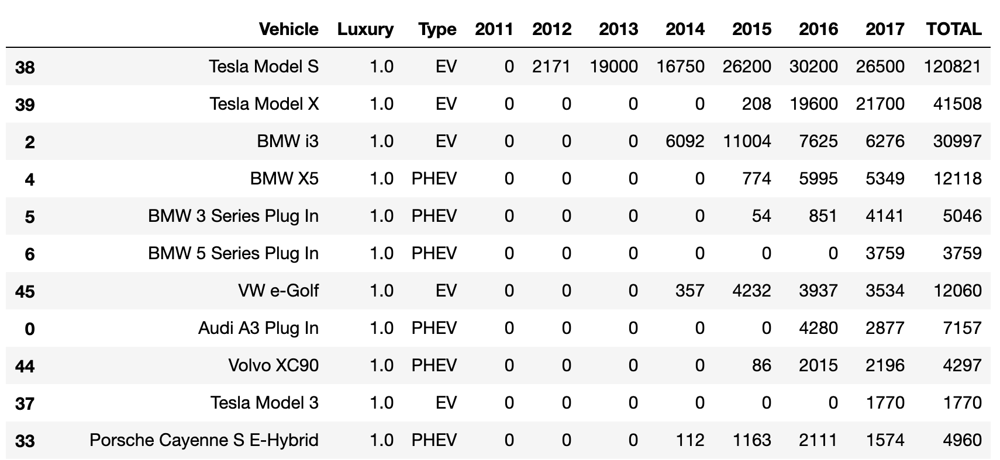 Vehicle Luxury Type 2011 2012 2013 2014 2015 2016 2017 TOTAL
38 Tesla Model S 1.0 EV 0 2171 19000 16750 26200 30200 26500 120821
39 Tesla Model X 1.0 EV 0 0 0 0 208 19600 21700 41508
2 BMW i3 1.0 EV 0 0 0 6092 11004 7625 6276 30997
4 BMW X5 1.0 PHEV 0 0 0 0 774 5995 5349 12118
5 BMW 3 Series Plug In 1.0 PHEV 0 0 0 0 54 851 4141 5046
6 BMW 5 Series Plug In 1.0 PHEV 0 0 0 0 0 0 3759 3759
45 VW e-Golf 1.0 EV 0 0 0 357 4232 3937 3534 12060
0 Audi A3 Plug In 1.0 PHEV 0 0 0 0 0 4280 2877 7157
44 Volvo XC90 1.0 PHEV 0 0 0 0 86 2015 2196 4297
37 Tesla Model 3 1.0 EV 0 0 0 0 0 0 1770 1770
33 Porsche Cayenne S E-Hybrid 1.0 PHEV 0 0 0 112 1163 2111 1574 4960